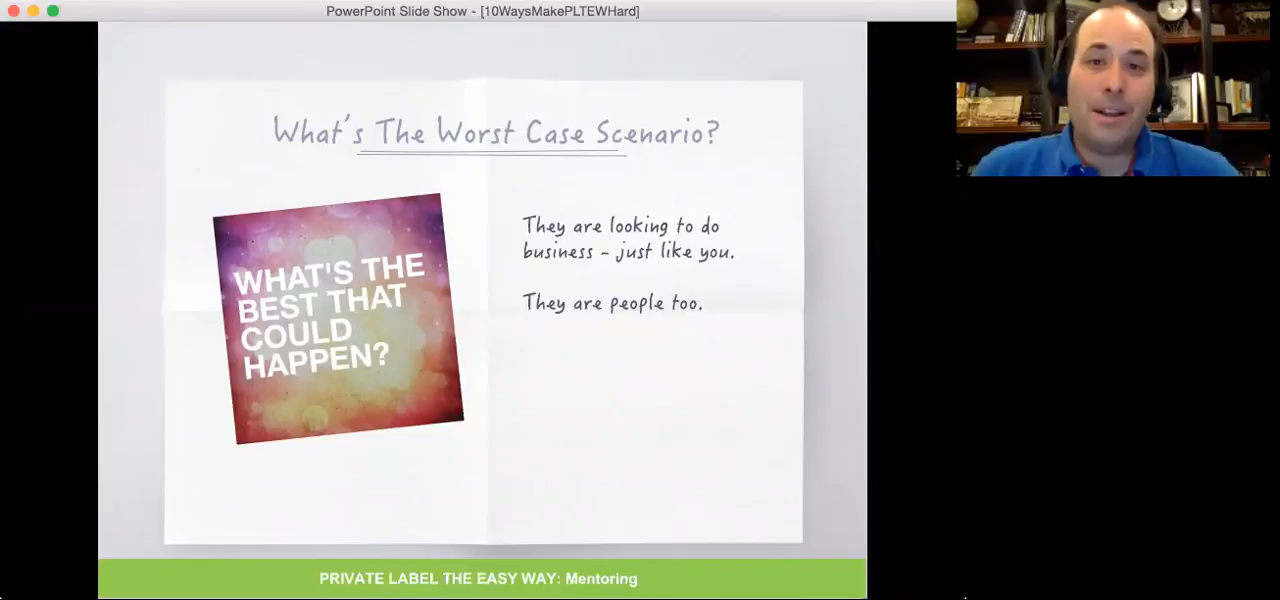 PowerPoint Slide Show - [10WaysMakePLTEWHard]
What's The Worst Case Scenario?
WHAT'S THE
BEST THAT
COULD
HAPPEN?
They are looking to do
business - just like you.
They are people too.
PRIVATE LABEL THE EASY WAY: Mentoring